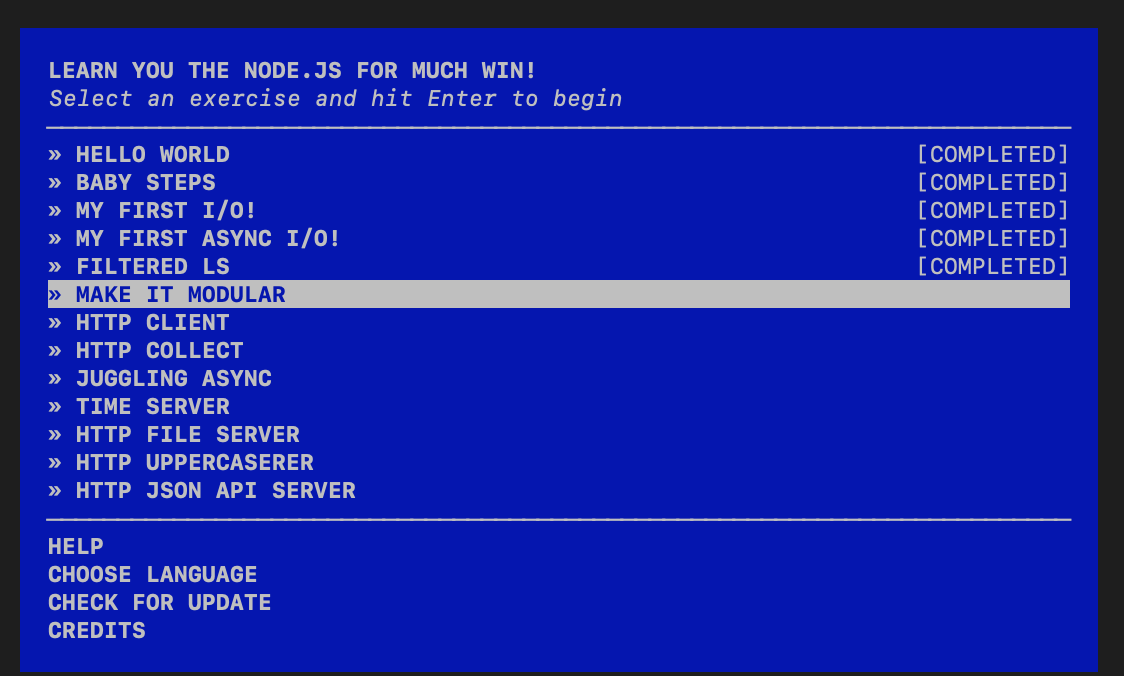 LEARN YOU THE NODE.JS FOR MUCH WIN!
Select an exercise and hit Enter to begin
» HELLO WORLD [COMPLETED]
» BABY STEPS [COMPLETED]
» MY FIRST I/O! [COMPLETED]
» MY FIRST ASYNC I/O! [COMPLETED]
» FILTERED LS [COMPLETED]
» MAKE IT MODULAR
» HTTP CLIENT
» HTTP COLLECT
» JUGGLING ASYNC
» TIME SERVER
» HTTP FILE SERVER
» HTTP UPPERCASERER
» HTTP JSON API SERVER
HELP
CHOOSE LANGUAGE
CHECK FOR UPDATE
CREDITS